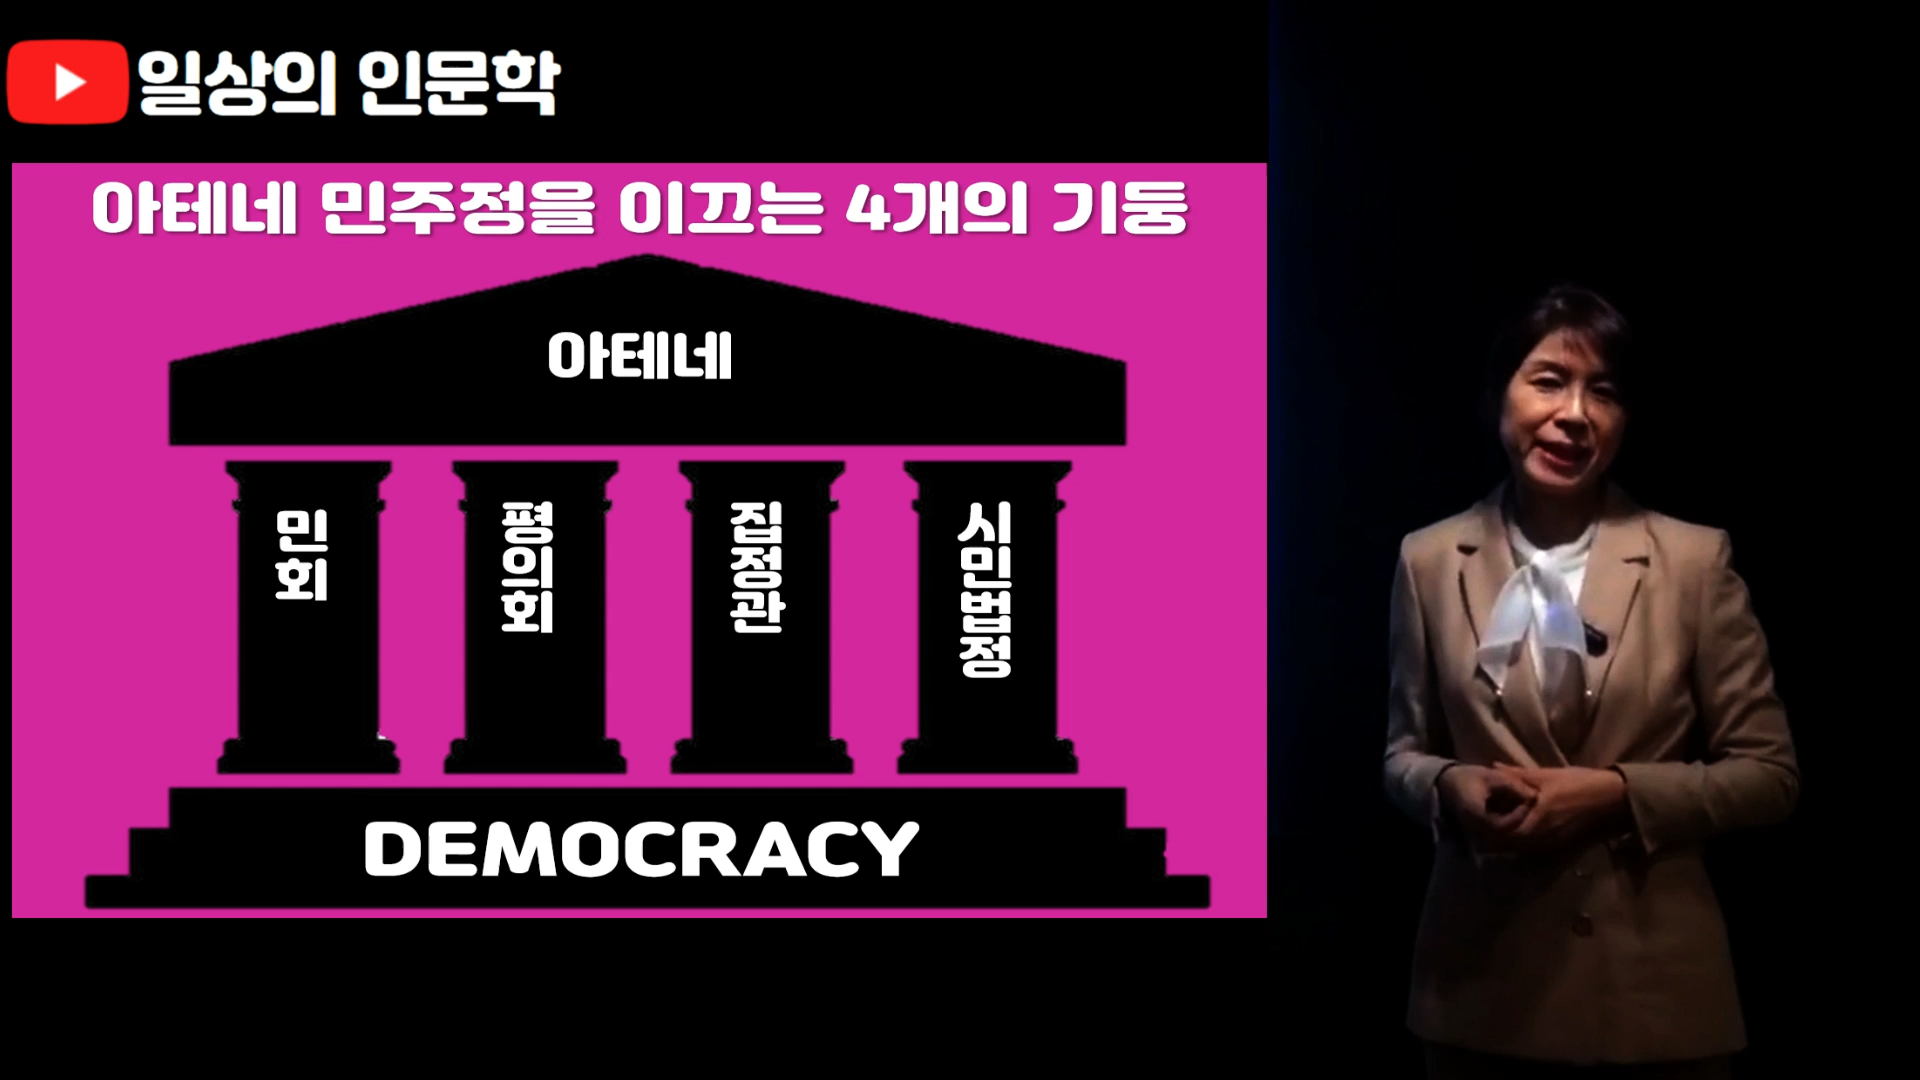 일상의 인문학
아테네 민주정을 이끄는 4개의 기둥
아테네
민회
평의회
집정관
시민법정
DEMOCRACY